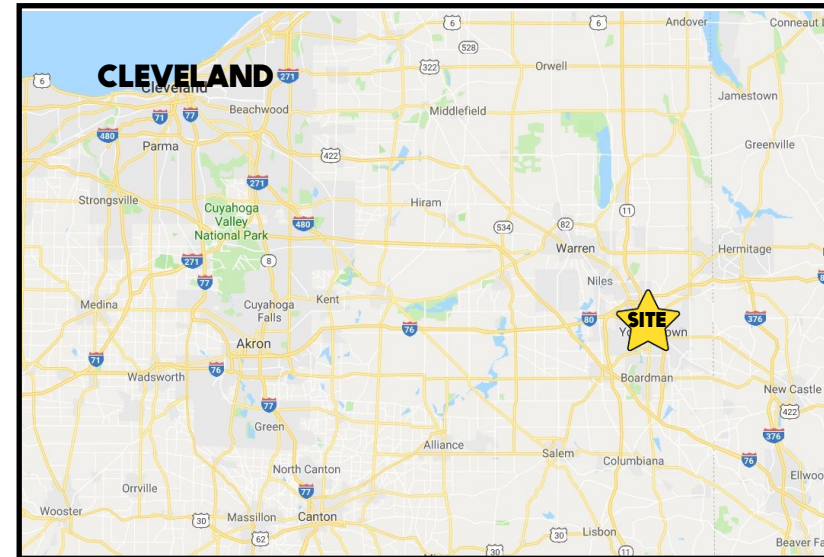 6
6
Andover
Conneaut L
528
322
Orwell
CLEVELAND
Cleveland
271
6
Jamestown
Beachwood
Middlefield
71
77
480
Parma
422
Greenville
271
Strongsville
Cuyahoga
Valley
National Park
Hiram
11
480
534
82
Warren
Hermitage
8
271
77
Niles
Medina
Cuyahoga
Falls
Kent
76
80
SITE
376
Akron
71
76
Wadsworth
Boardman
77
New Castle
422
Green
376
Alliance
Salem
Columbiana
76
North Canton
77
Ellwoo
Orrville
Wooster
30
Massillon
Canton
62
30
Lisbon
30
11
Beaver Fa